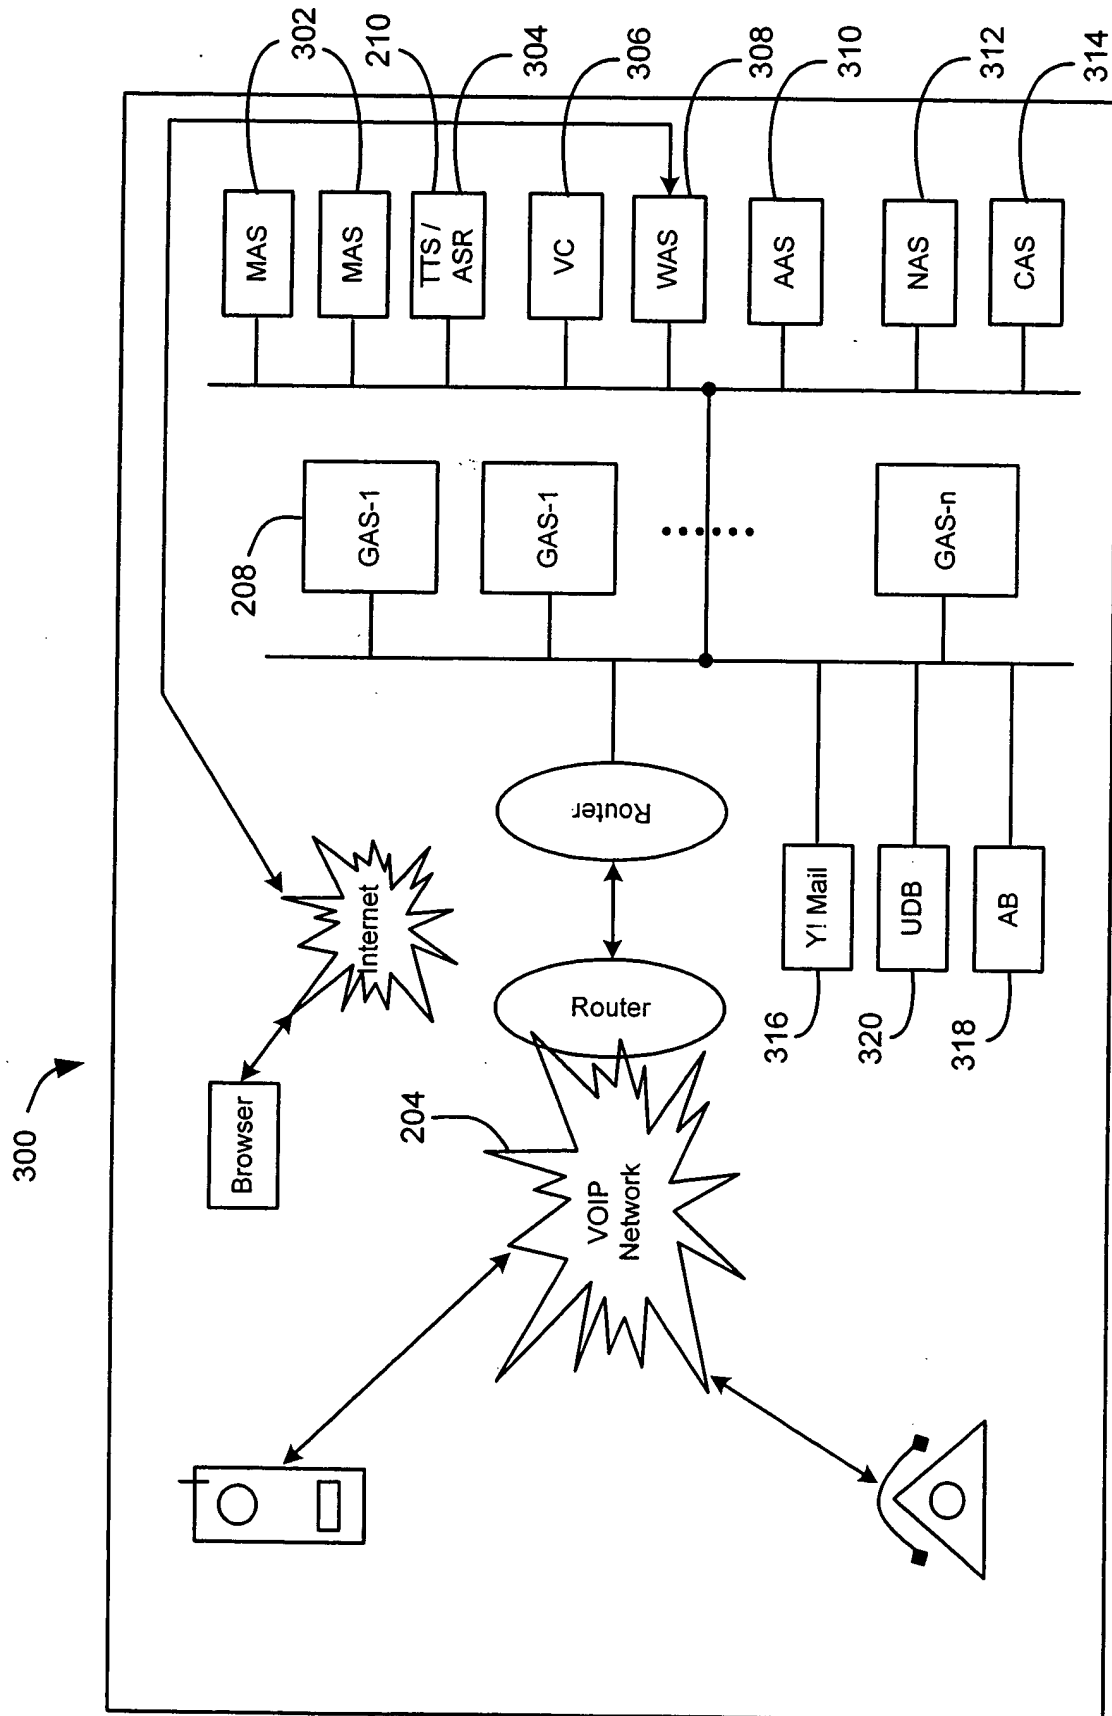 300
302
210
304
306
308
310
312
314
MAS
MAS
TTS /
ASR
VC
WAS
AAS
NAS
CAS
208
GAS-1
GAS-1
GAS-n
Browser
Internet
Router
Router
204
VOIP
Network
Y! Mail
UDB
AB
316
320
318